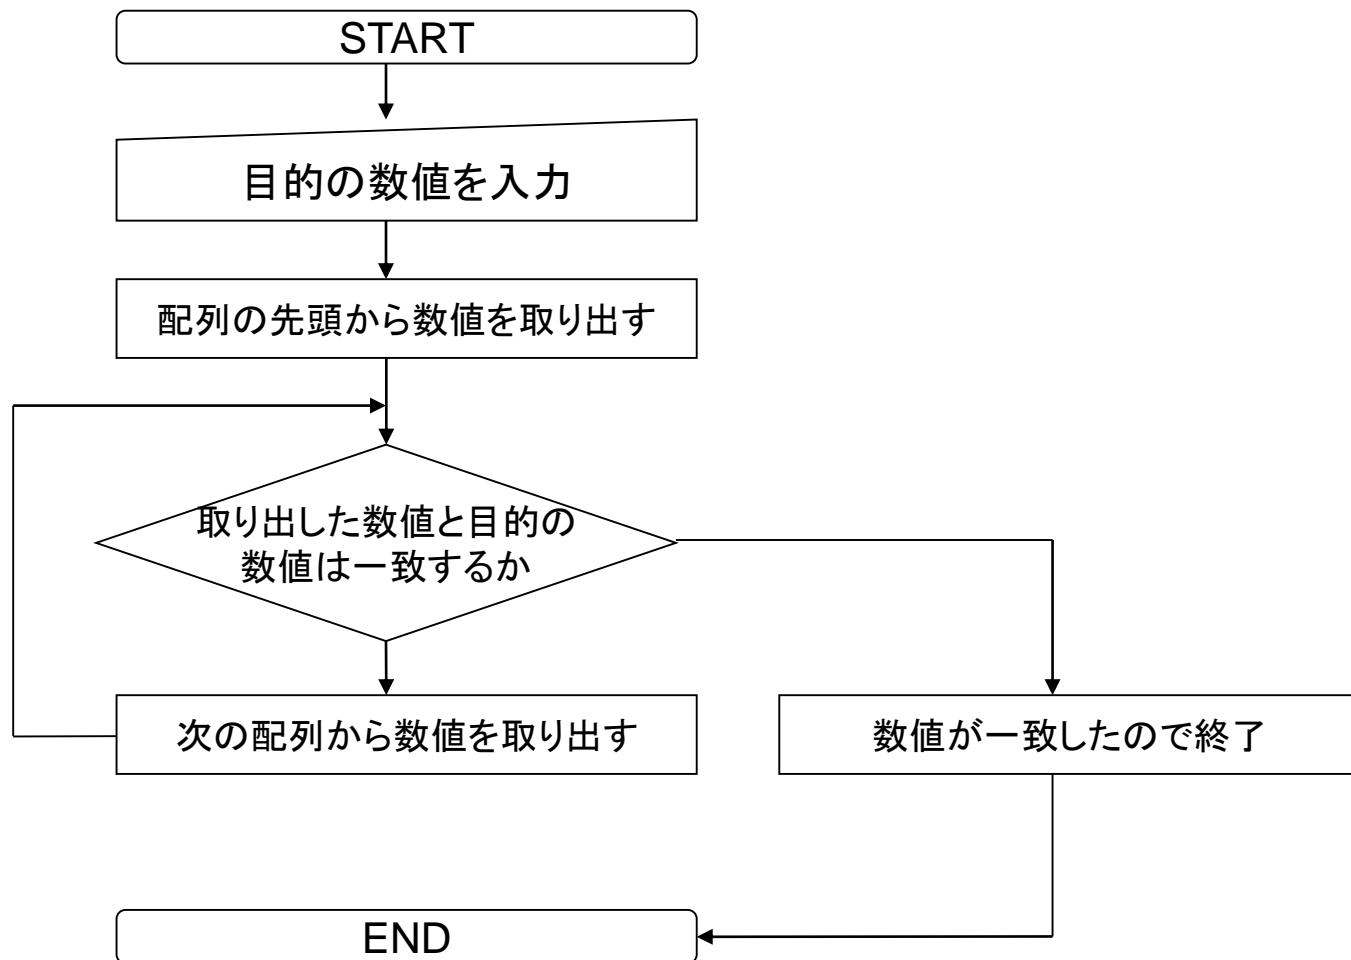 START
目的の数値を入力
配列の先頭から数値を取り出す
取り出した数値と目的の
数値は一致するか
次の配列から数値を取り出す
数値が一致したので終了
END